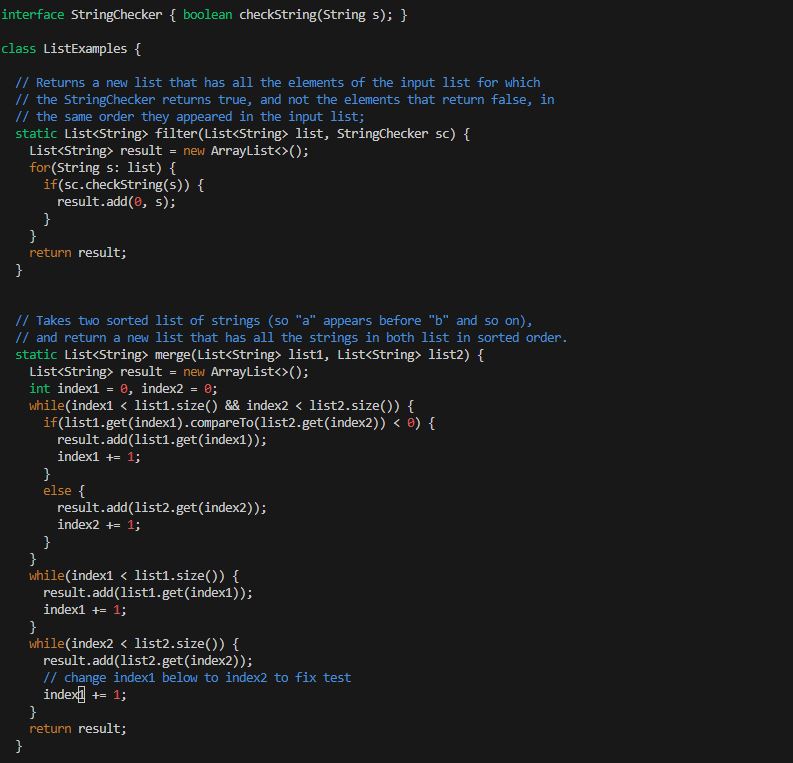 interface StringChecker { boolean checkString(String s); }

class ListExamples {

  // Returns a new list that has all the elements of the input list for which
  // the StringChecker returns true, and not the elements that return false, in
  // the same order they appeared in the input list;
  static List<String> filter(List<String> list, StringChecker sc) {
    List<String> result = new ArrayList<>();
    for(String s: list) {
      if(sc.checkString(s)) {
        result.add(0, s);
      }
    }
    return result;
  }


  // Takes two sorted list of strings (so "a" appears before "b" and so on),
  // and return a new list that has all the strings in both list in sorted order.
  static List<String> merge(List<String> list1, List<String> list2) {
    List<String> result = new ArrayList<>();
    int index1 = 0, index2 = 0;
    while(index1 < list1.size() && index2 < list2.size()) {
      if(list1.get(index1).compareTo(list2.get(index2)) < 0) {
        result.add(list1.get(index1));
        index1 += 1;
      }
      else {
        result.add(list2.get(index2));
        index2 += 1;
      }
    }
    while(index1 < list1.size()) {
      result.add(list1.get(index1));
      index1 += 1;
    }
    while(index2 < list2.size()) {
      result.add(list2.get(index2));
      // change index1 below to index2 to fix test
      index1 += 1;
    }
    return result;
  }